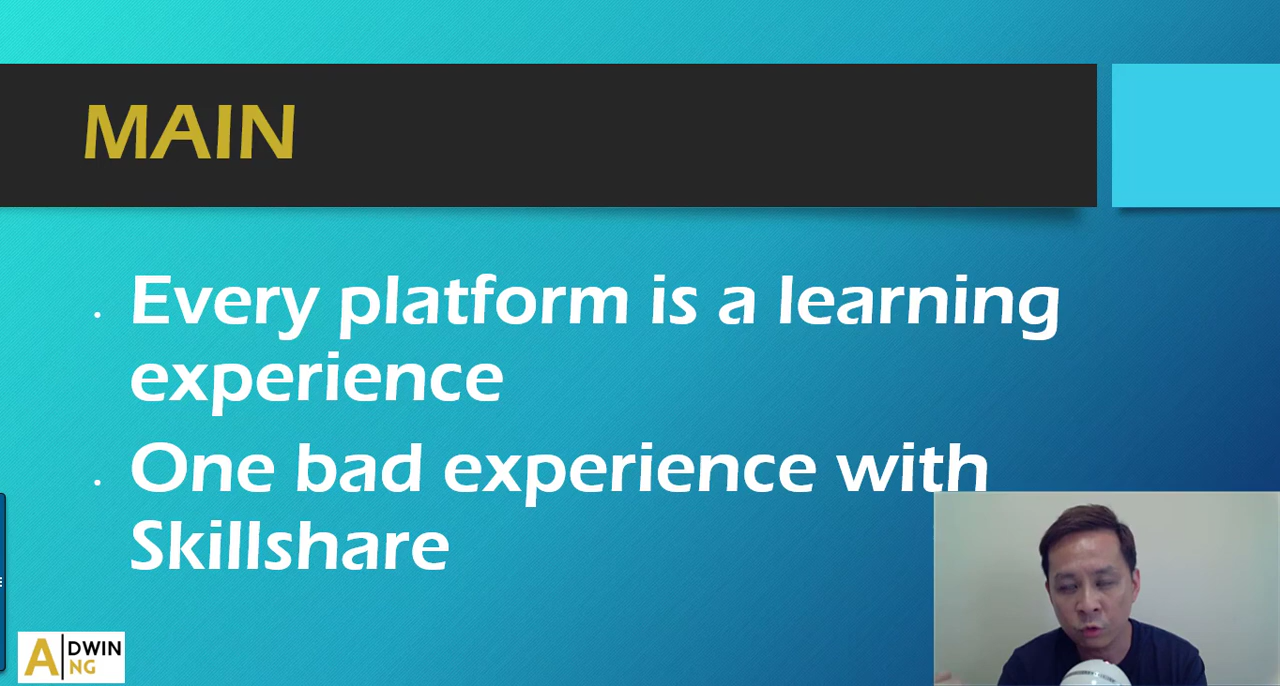 MAIN
Every platform is a learning
experience
One bad experience with
Skillshare
A DWIN
NG